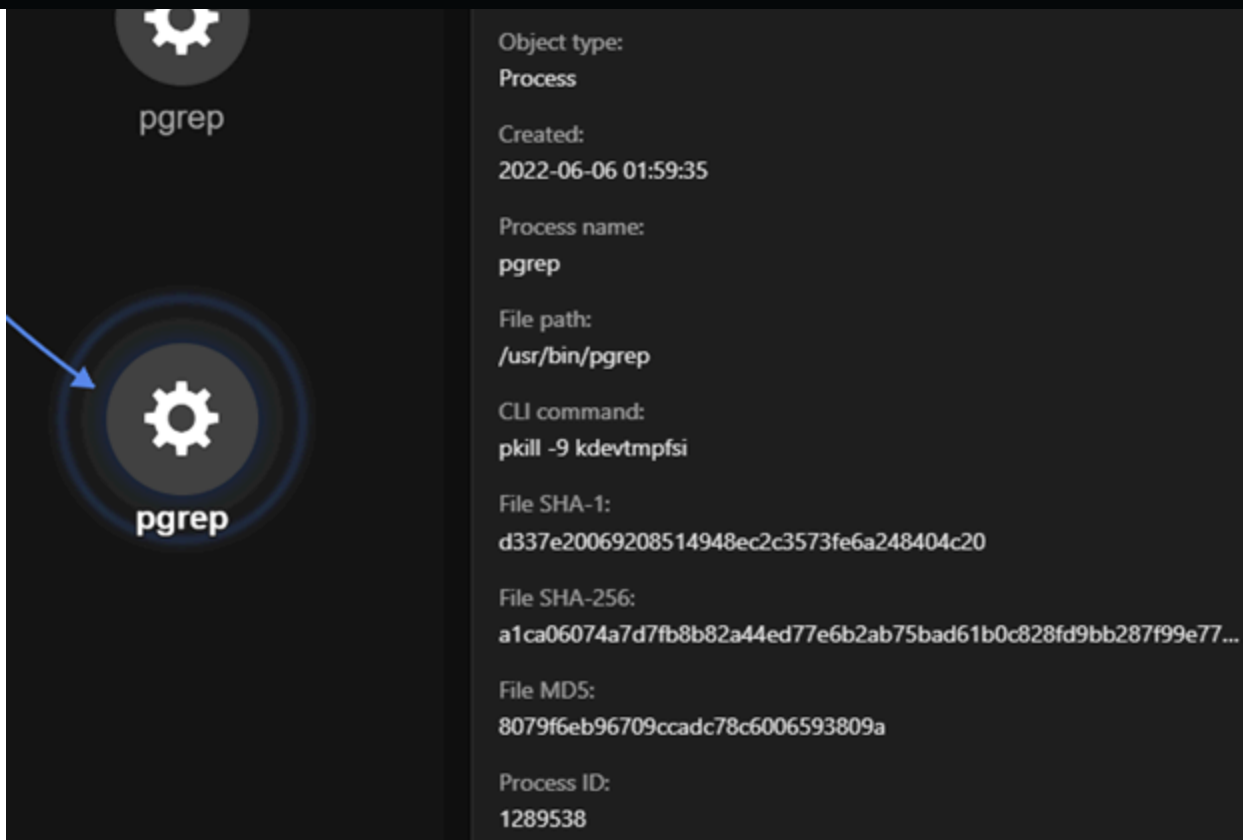 pgrep
pgrep
Object type:
Process
Created:
2022-06-06 01:59:35
Process name:
pgrep
File path:
/usr/bin/pgrep
CLI command:
pkill -9 kdevtmpfsi
File SHA-1:
d337e20069208514948ec2c3573fe6a248404c20
File SHA-256:
a1ca06074a7d7fb8b82a44ed77e6b2ab75bad61b0c828fd9bb287f99e77...
File MD5:
8079f6eb96709ccadc78c6006593809a
Process ID:
1289538